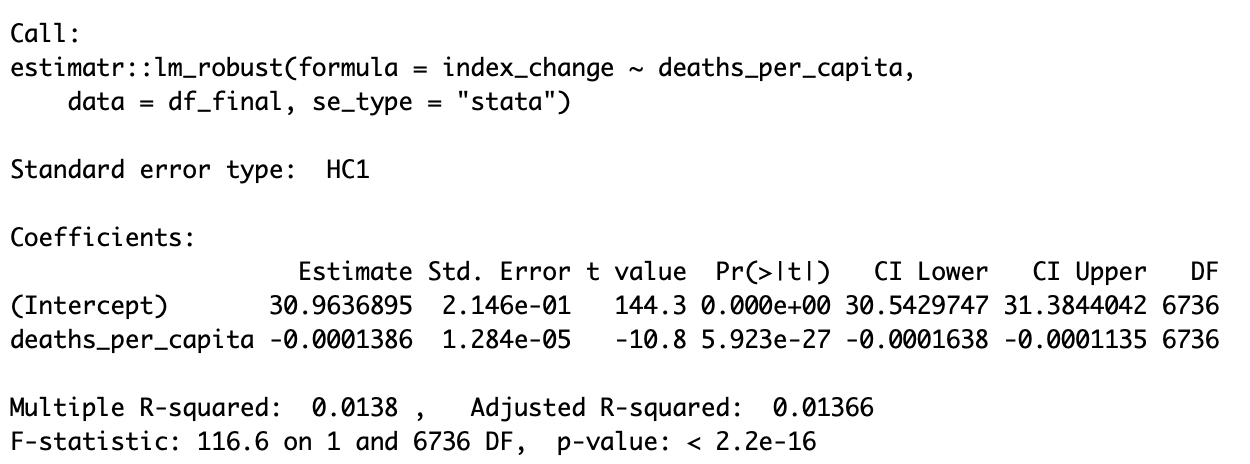 Call:
estimatr::lm_robust(formula = index_change ~ deaths_per_capita,
    data = df_final, se_type = "stata")
Standard error type:  HC1
Coefficients:
                    Estimate Std. Error t value  Pr(>|t|)   CI Lower   CI Upper   DF
(Intercept)       30.9636895  2.146e-01   144.3 0.000e+00 30.5429747 31.3844042 6736
deaths_per_capita -0.0001386  1.284e-05   -10.8 5.923e-27 -0.0001638 -0.0001135 6736
Multiple R-squared:  0.0138 ,	Adjusted R-squared:  0.01366
F-statistic: 116.6 on 1 and 6736 DF,  p-value: < 2.2e-16